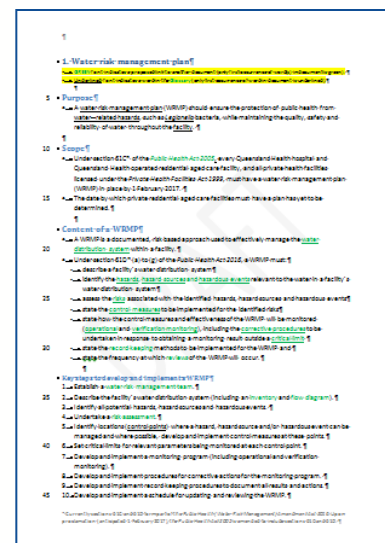 1. Water risk management plan
GREEN font indicates
Underlined font indicates
5 Purpose
A water risk management plan (WRMP) should ensure the protection of public health from
water-related hazards, such as Legionella bacteria, while maintaining the quality, safety and
reliability of water throughout the facility.
10 Scope
Under section 61C* of the Public Health Act 2005, every Queensland Health hospital and
Queensland Health operated residential aged care facility, and all private health facilities
licensed under the Private Health Facilities Act 1999, must have a water risk management plan
(WRMP) in place by 1 February 2017.
15 The date by which private residential aged care facilities must have a plan has yet to be
determined.
Content of a WRMP
A WRMP is a documented, risk based approach used to effectively manage the water
distribution system within a facility.
Under section 61D* (a) to (g) of the Public Health Act 2005, a WRMP must:
describe a facility's water distribution system
identify the hazards, hazard sources and hazardous events relevant to the water in a facility's
water distribution system
35 assess the risks associated with the identified hazards, hazard sources and hazardous events
state the control measures to be implemented for the identified risks
state how the control measures and effectiveness of the WRMP will be monitored
(operations and verification monitoring), including the corrective procedures to be
undertaken in response to obtaining a monitoring result outside a critical limit
30 state the record keeping methods to be implemented for the WRMP and
state the frequency at which review of the WRMP will occur.
Key steps to develop and implement a WRMP
1. Establish a water risk management team.
35 2. Describe the facility's water distribution system (including an inventory and flow diagram).
3. Identify all potential hazards, hazard sources and hazardous events.
4. Undertake a risk assessment.
5. Identify locations (control points) where a hazard, hazard source and/or hazardous event can be
managed and where possible, develop and implement control measures at these points.
40 6. Set critical limits for relevant parameters being monitored at each control point.
7. Develop and implement a monitoring program (including operational and verification
monitoring).
8. Develop and implement procedures for corrective actions for the monitoring program.
9. Develop and implement record keeping procedures to document all results and actions.
45 10. Develop and implement a schedule for updating and reviewing the WRMP.